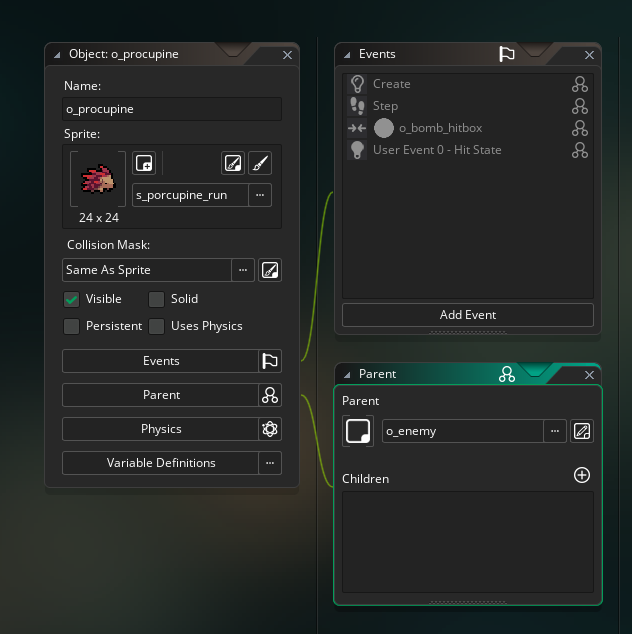 Object: o_procupine
Name:
o_procupine
Sprite:
s_porcupine_run
24 x 24
Collision Mask:
Same As Sprite
Visible
Solid
Persistent
Uses Physics
Events
Parent
Physics
Variable Definitions
Events
Create
Step
o_bomb_hitbox
User Event 0 - Hit State
Add Event
Parent
Parent
o_enemy
Children